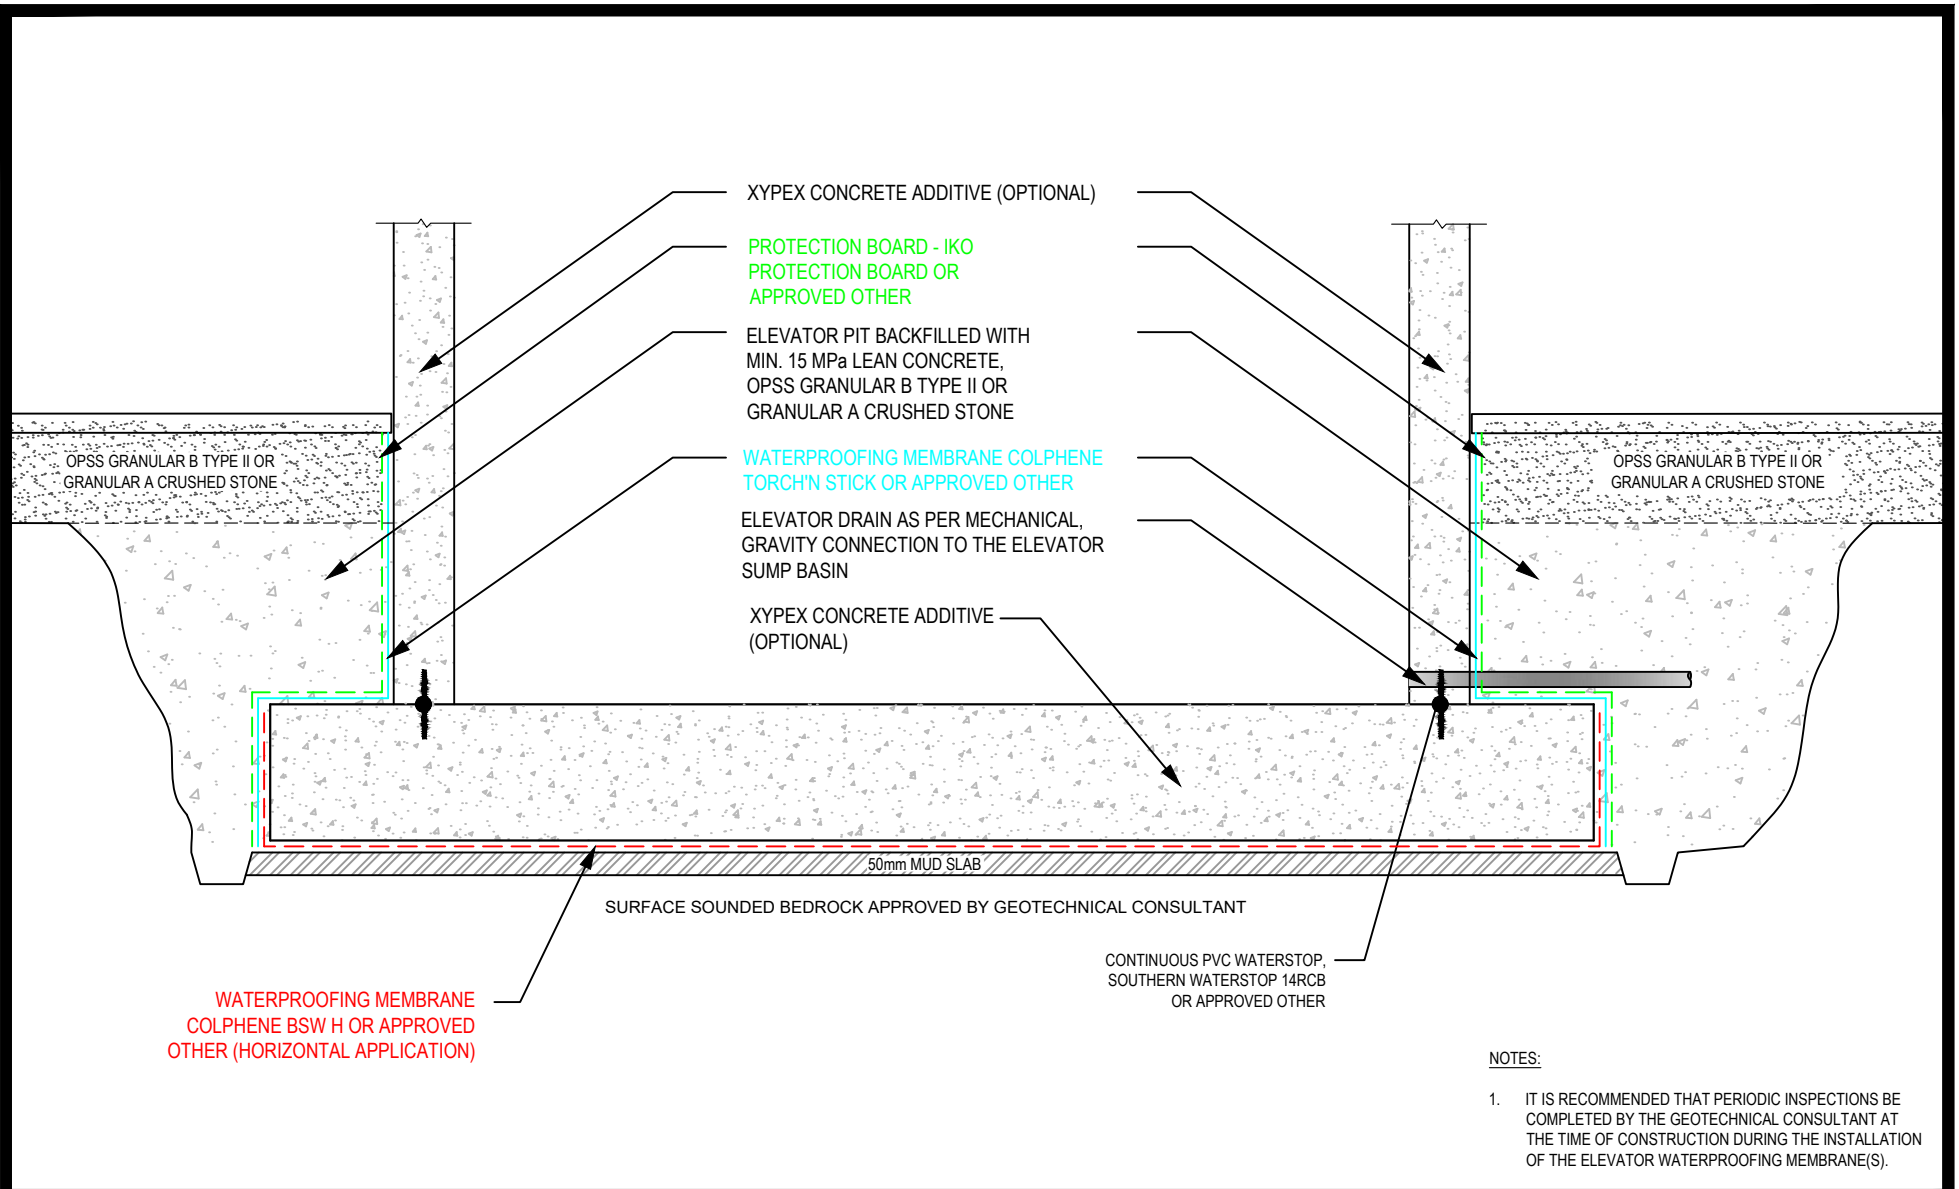 XYPEX CONCRETE ADDITIVE (OPTIONAL)
PROTECTION BOARD - IKO
PROTECTION BOARD OR
APPROVED OTHER
ELEVATOR PIT BACKFILLED WITH
MIN. 15 MPa LEAN CONCRETE,
OPSS GRANULAR B TYPE II OR
GRANULAR A CRUSHED STONE
OPSS GRANULAR B TYPE II OR
GRANULAR A CRUSHED STONE
WATERPROOFING MEMBRANE COLPHENE
TORCH'N STICK OR APPROVED OTHER
OPSS GRANULAR B TYPE II OR
GRANULAR A CRUSHED STONE
ELEVATOR DRAIN AS PER MECHANICAL,
GRAVITY CONNECTION TO THE ELEVATOR
SUMP BASIN
XYPEX CONCRETE ADDITIVE
(OPTIONAL)
50mm MUD SLAB
SURFACE SOUNDED BEDROCK APPROVED BY GEOTECHNICAL CONSULTANT
CONTINUOUS PVC WATERSTOP,
SOUTHERN WATERSTOP 14RCB
OR APPROVED OTHER
WATERPROOFING MEMBRANE
COLPHENE BSW H OR APPROVED
OTHER (HORIZONTAL APPLICATION)
NOTES:
1. IT IS RECOMMENDED THAT PERIODIC INSPECTIONS BE
COMPLETED BY THE GEOTECHNICAL CONSULTANT AT
THE TIME OF CONSTRUCTION DURING THE INSTALLATION
OF THE ELEVATOR WATERPROOFING MEMBRANE(S).